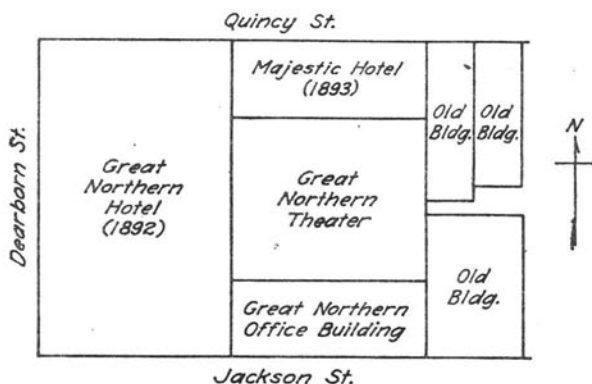 Quincy St.
Majestic Hotel
(1893)
Old
Bldg.
Old
Bldg.
N
Dearborn St.
Great
Northern
Hotel
(1892)
Great
Northern
Theater
Old
Bldg.
Great Northern
Office Building
Jackson St.